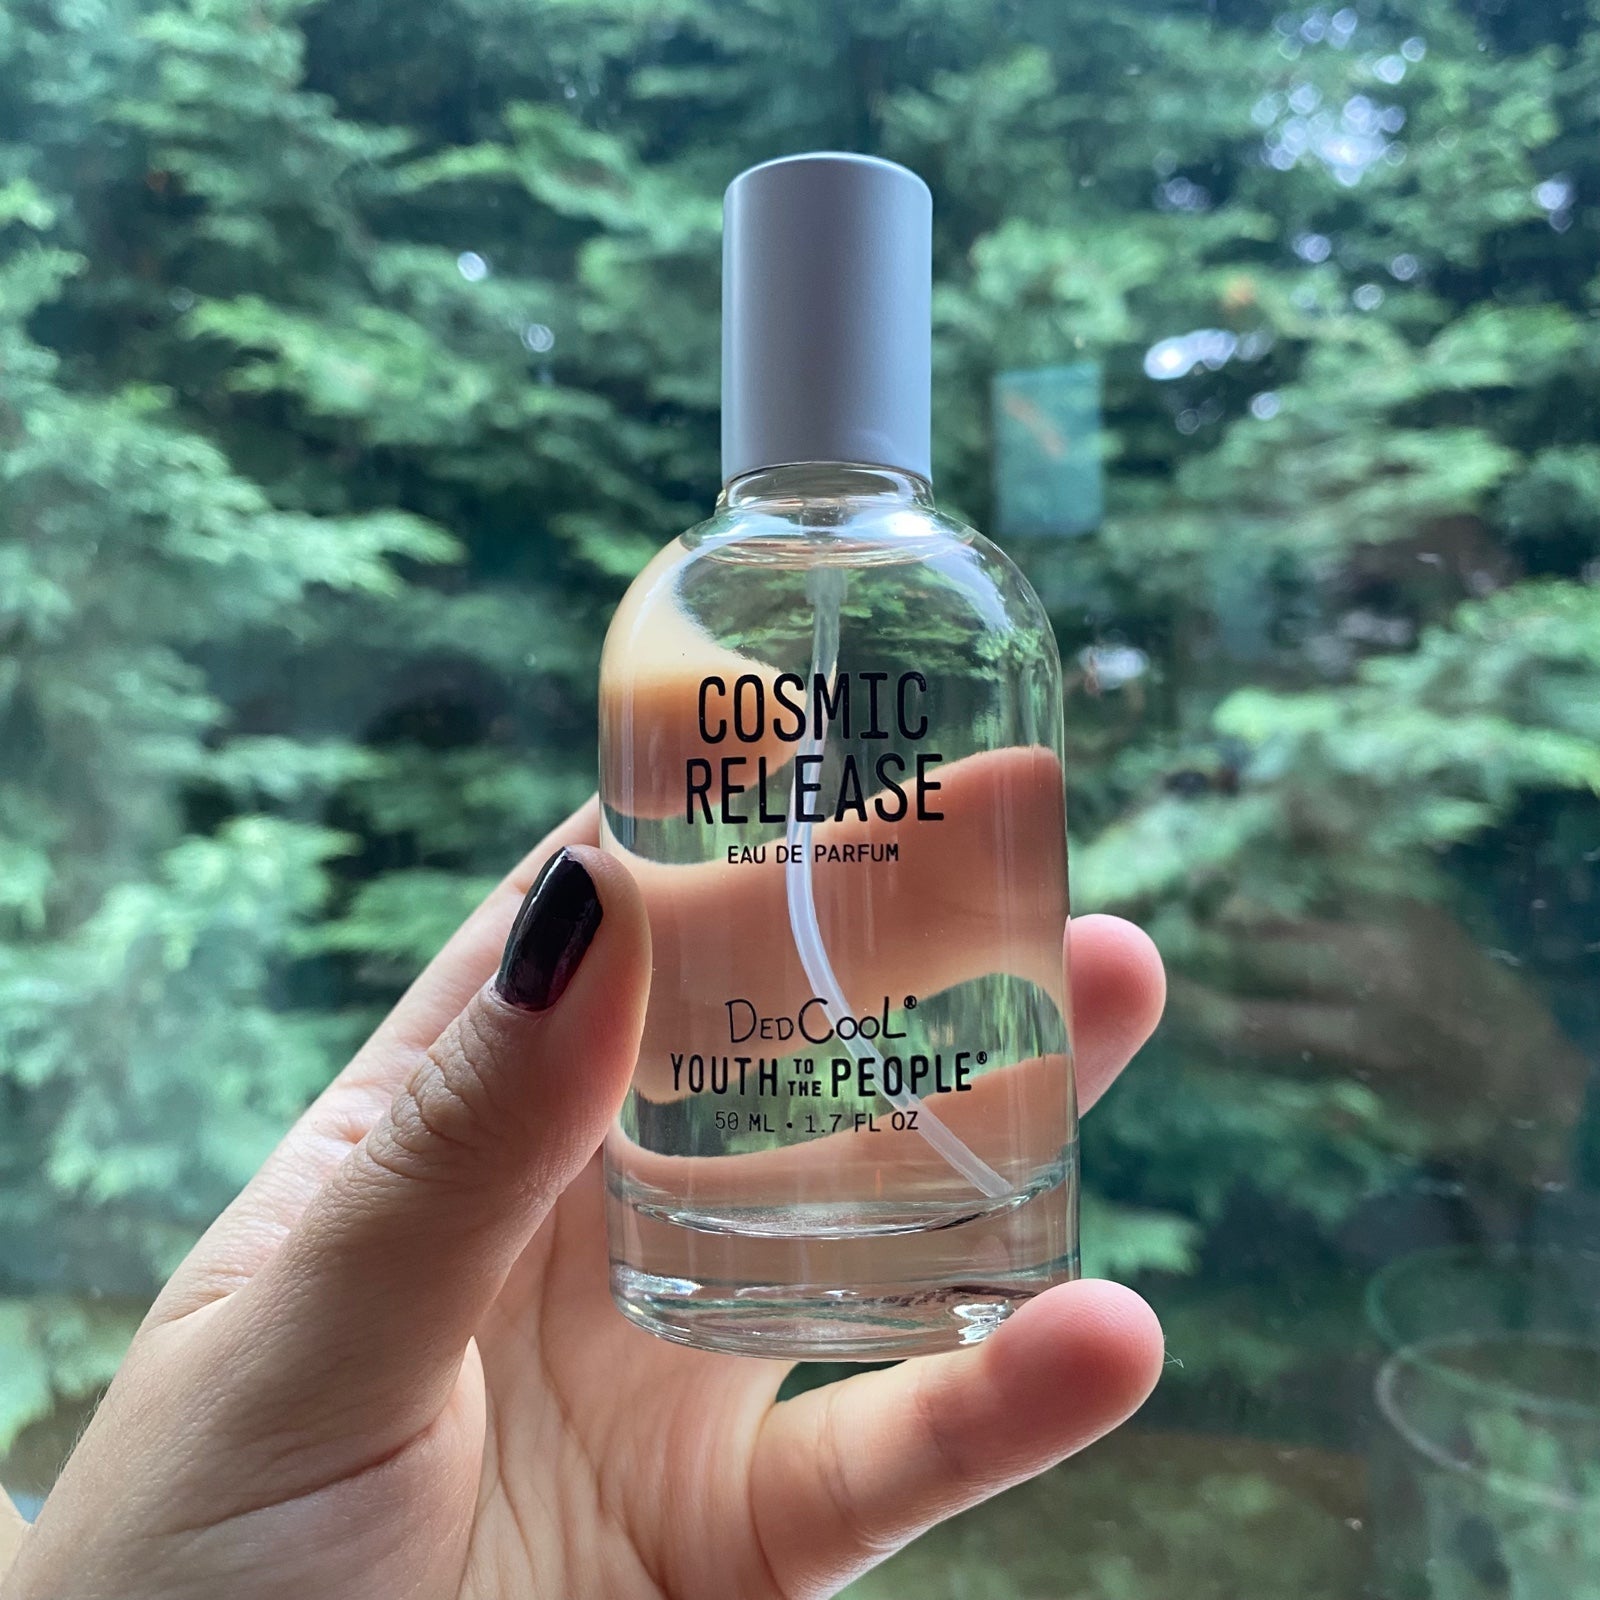 COSMIC
RELEASE
EAU DE PARFUM
DEDCOOL®
YOUTH TO THE PEOPLE®
50 ML • 1.7 FL OZ